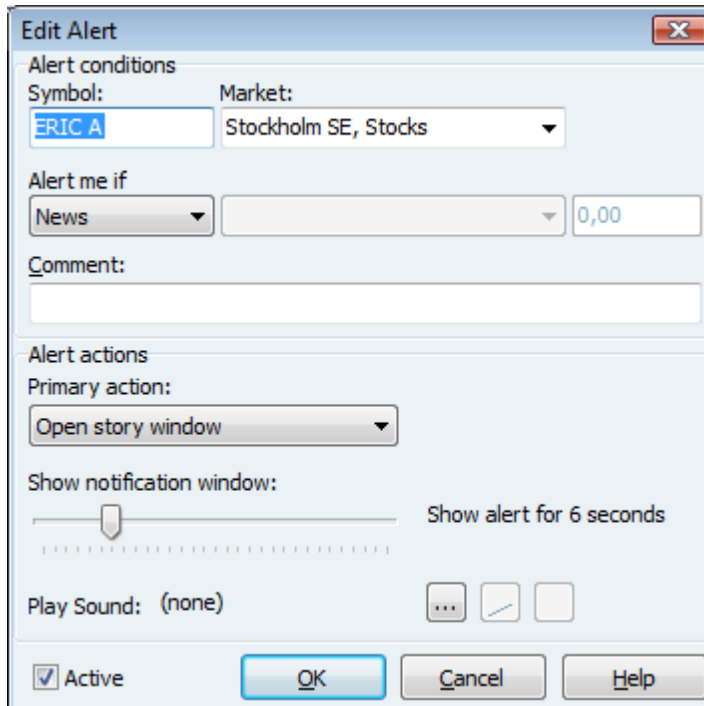 Edit Alert
Alert conditions
Symbol: Market:
ERIC A Stockholm SE, Stocks
Alert me if
News 0,00
Comment:
Alert actions
Primary action:
Open story window
Show notification window:
Show alert for 6 seconds
Play Sound: (none) ...
Active OK Cancel Help